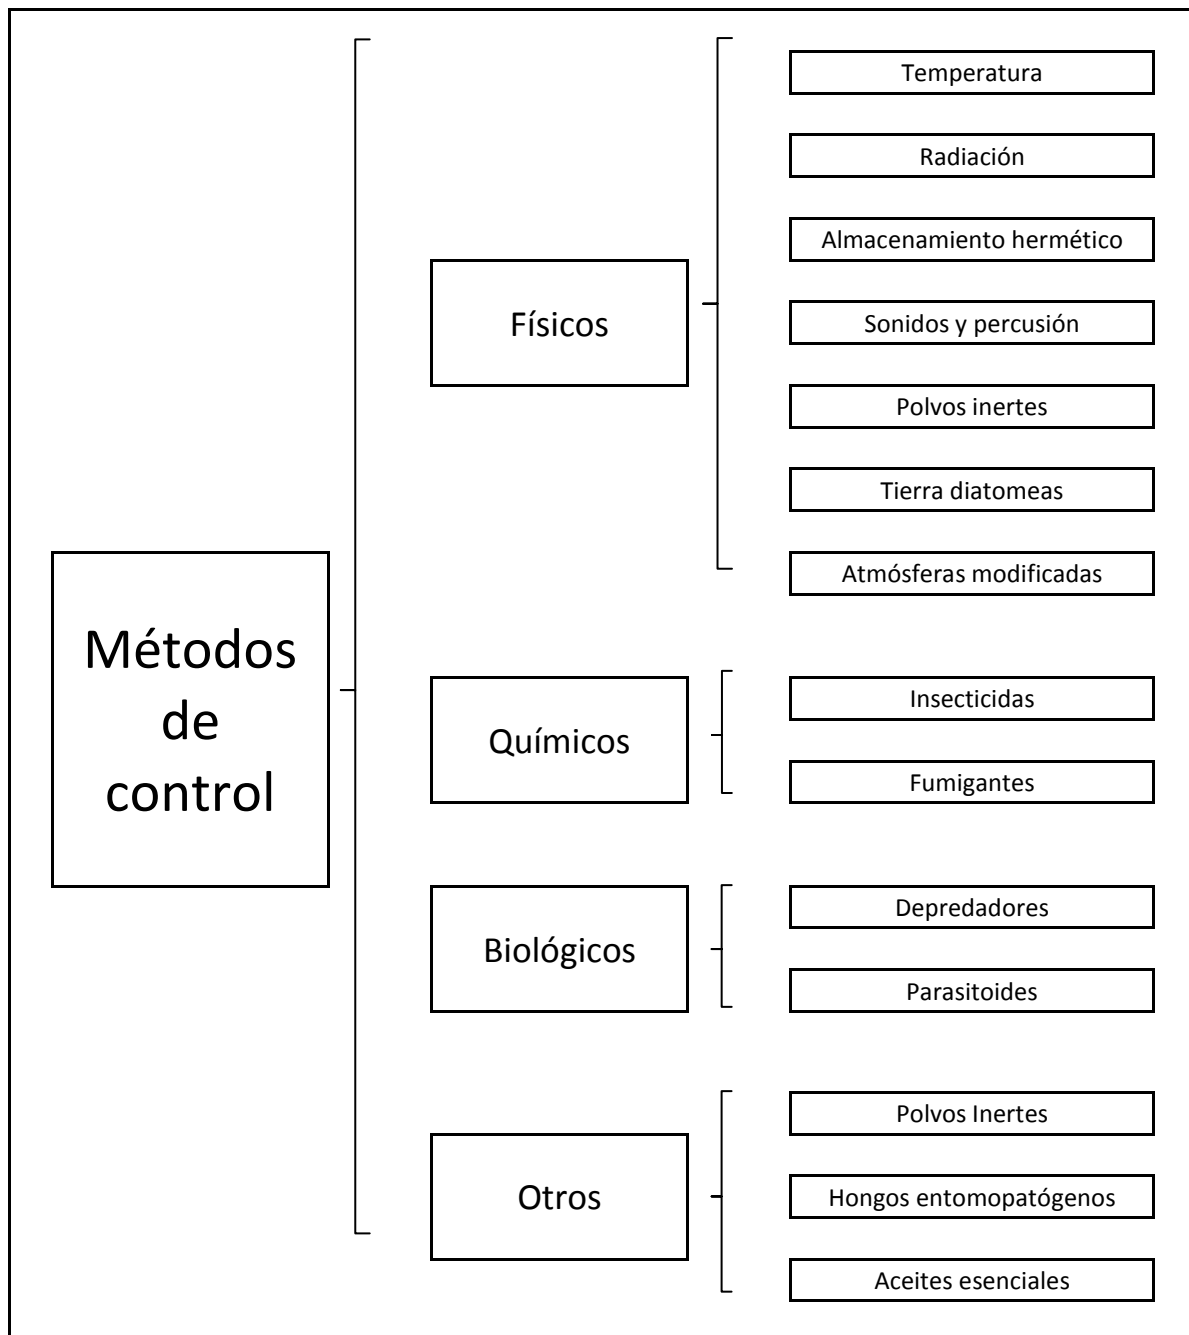 Métodos
de
control
Físicos
Temperatura
Radiación
Almacenamiento hermético
Sonidos y percusión
Polvos inertes
Tierra diatomeas
Atmósferas modificadas
Químicos
Insecticidas
Fumigantes
Biológicos
Depredadores
Parasitoides
Otros
Polvos Inertes
Hongos entomopatógenos
Aceites esenciales